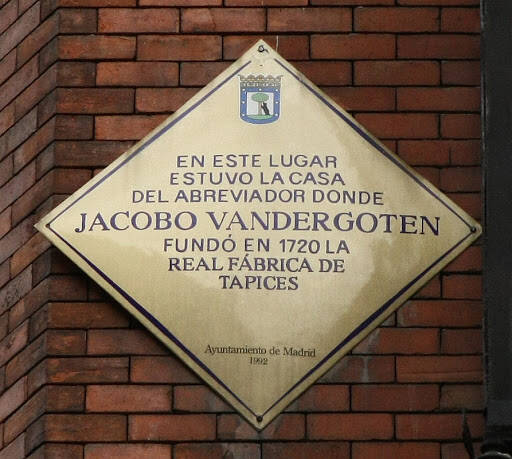 EN ESTE LUGAR
ESTUVO LA CASA
DEL ABREVIADOR DONDE
JACOBO VANDERGOTEN
FUNDÓ EN 1720 LA
REAL FÁBRICA DE
TAPICES
Ayuntamiento de Madrid
1992